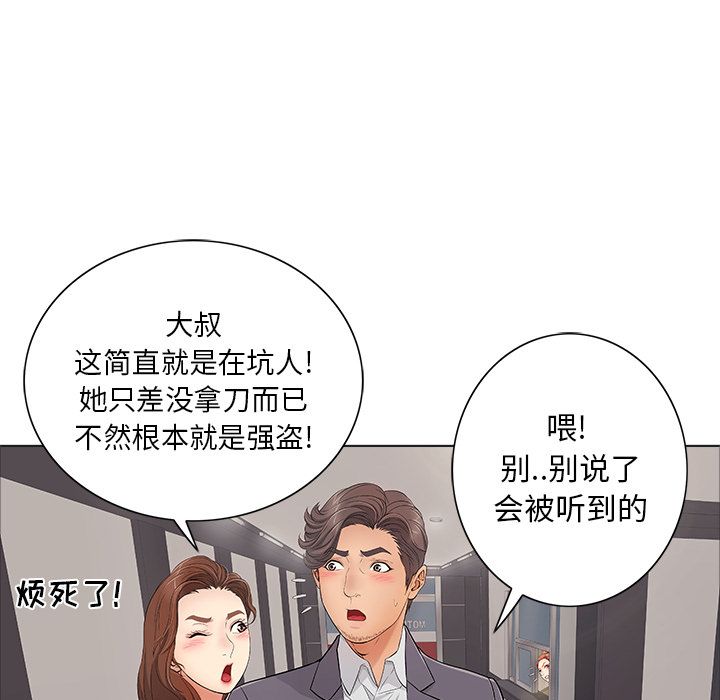 大叔
这简直就是在坑人!
她只差没拿刀而已
不然根本就是强盗!
喂!
别..别说了
会被听到的
烦死了!
TOM